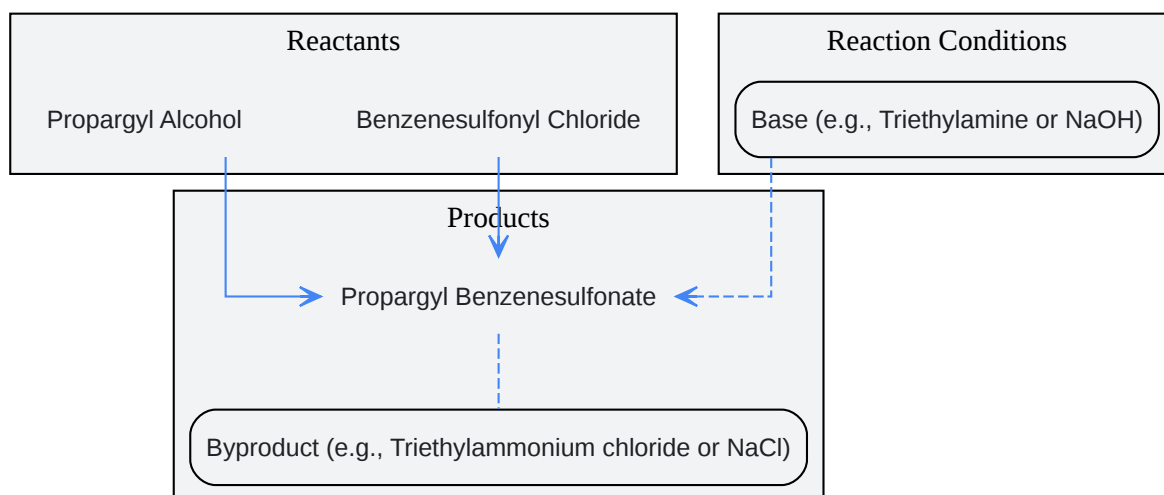 Reactants
Propargyl Alcohol
Benzenesulfonyl Chloride
Reaction Conditions
Base (e.g., Triethylamine or NaOH)
Products
Propargyl Benzenesulfonate
Byproduct (e.g., Triethylammonium chloride or NaCl)